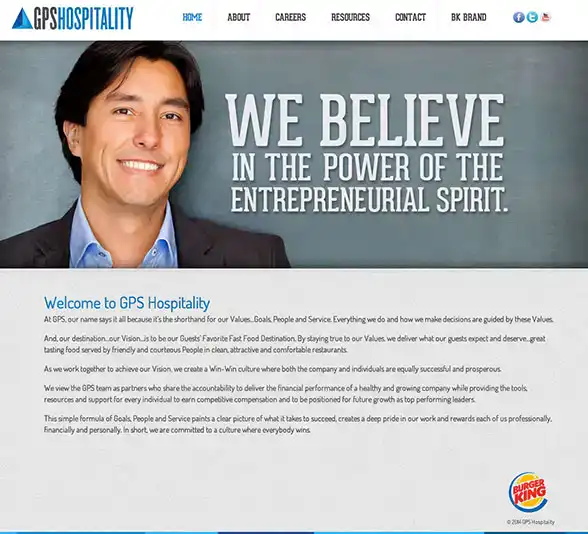 GPSHOSPITALITY
HOME ABOUT CAREERS RESOURCES CONTACT BK BRAND
WE BELIEVE
IN THE POWER OF THE
ENTREPRENEURIAL SPIRIT.
Welcome to GPS Hospitality
At GPS, our name says it all because it's the shorthand for our Values...Goals, People and Service. Everything we do and how we make decisions are guided by these Values.
And, our destination...our Vision...is to be our Guests' Favorite Fast Food Destination. By staying true to our Values, we deliver what our guests expect and deserve...great
tasting food served by friendly and courteous People in clean, attractive and comfortable restaurants.
As we work together to achieve our Vision, we create a Win-Win culture where both the company and individuals are equally successful and prosperous.
We view the GPS team as partners who share the accountability to deliver the financial performance of a healthy and growing company while providing the tools,
resources and support for every individual to earn competitive compensation and to be positioned for future growth as top performing leaders.
This simple formula of Goals, People and Service paints a clear picture of what it takes to succeed, creates a deep pride in our work and rewards each of us professionally,
financially and personally. In short, we are committed to a culture where everybody wins.
BURGER
KING
© 2014 GPS Hospitality